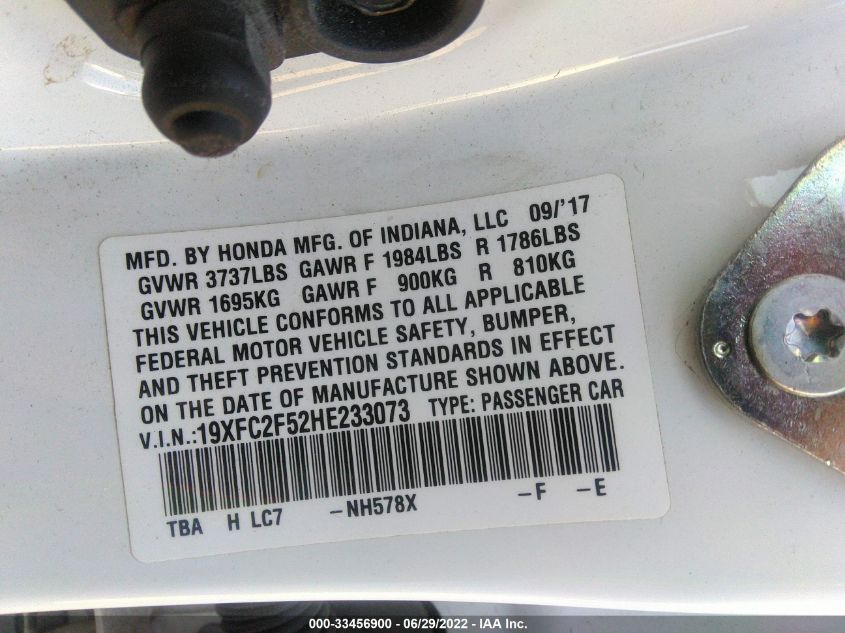 MFD. BY HONDA MFG. OF INDIANA, LLC 09/'17
GVWR 3737LBS GAWR F 1984LBS R 1786LBS
GVWR 1695KG GAWR F 900KG R 810KG
THIS VEHICLE CONFORMS TO ALL APPLICABLE
FEDERAL MOTOR VEHICLE SAFETY, BUMPER,
AND THEFT PREVENTION STANDARDS IN EFFECT
ON THE DATE OF MANUFACTURE SHOWN ABOVE.
V.I.N.:19XFC2F52HE233073 TYPE: PASSENGER CAR
TBA H LC7 -NH578X -F -E
000-33456900 - 06/29/2022 - IAA Inc.